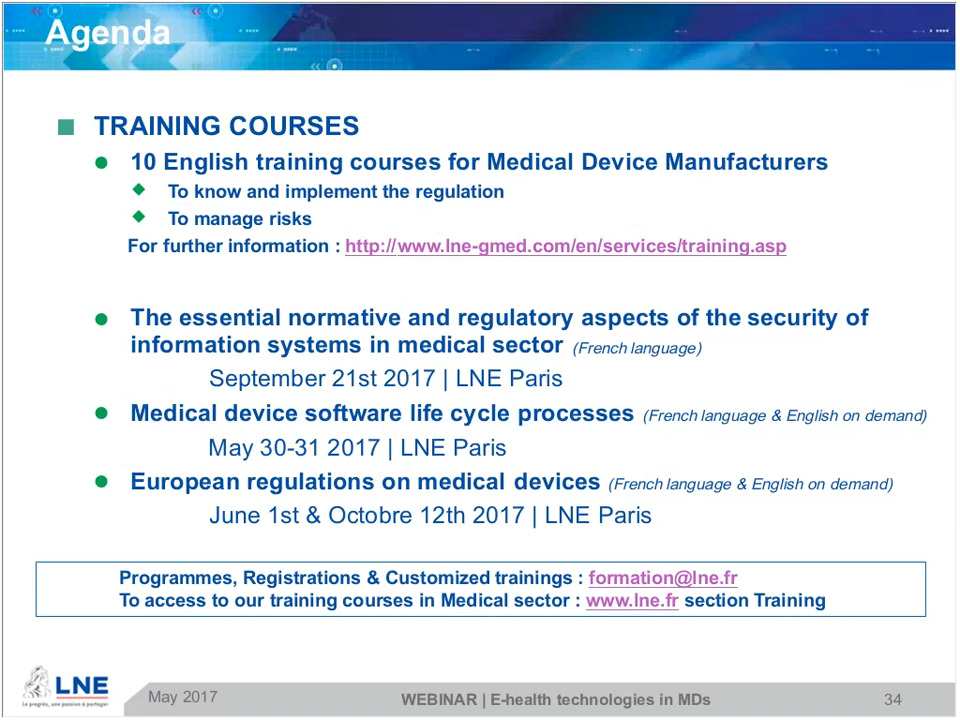 Agenda
TRAINING COURSES
10 English training courses for Medical Device Manufacturers
To know and implement the regulation
To manage risks
For further information : http://www.lne-gmed.com/en/services/training.asp
The essential normative and regulatory aspects of the security of
information systems in medical sector (French language)
September 21st 2017 | LNE Paris
Medical device software life cycle processes (French language & English on demand)
May 30-31 2017 | LNE Paris
European regulations on medical devices (French language & English on demand)
June 1st & Octobre 12th 2017 | LNE Paris
Programmes, Registrations & Customized trainings : formation@lne.fr
To access to our training courses in Medical sector : www.lne.fr section Training
LNE
Le progrès, une passion à partager
May 2017
WEBINAR | E-health technologies in MDs
34